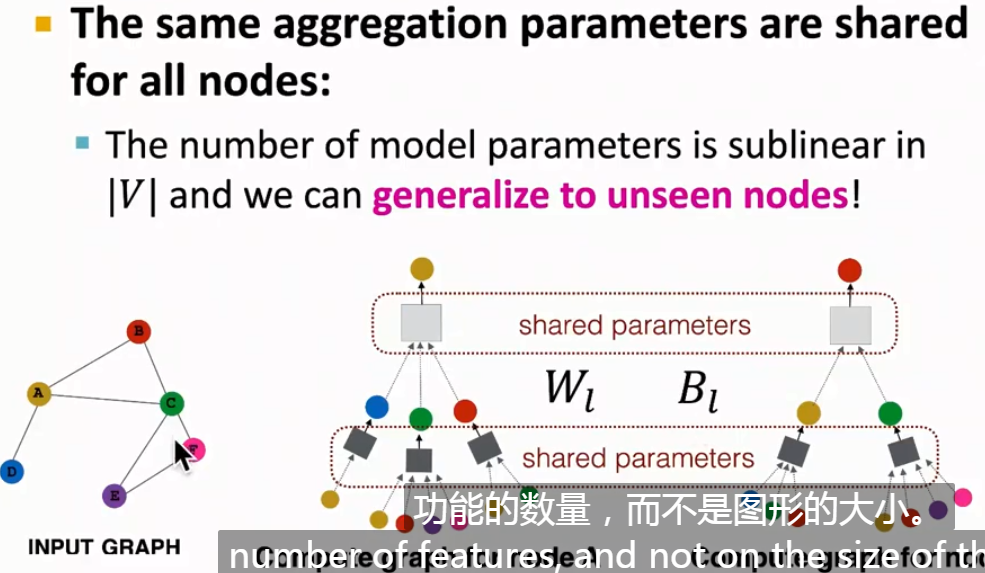 The same aggregation parameters are shared
for all nodes:
The number of model parameters is sublinear in
|V| and we can generalize to unseen nodes!
shared parameters
W_l B_l
shared parameters
B
A
C
F
D
E
INPUT GRAPH
功能的数量，而不是图形的大小。
number of features, and not on the size of th